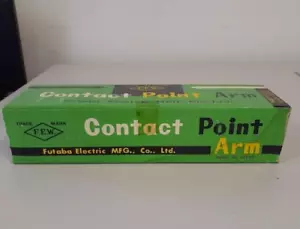 Contact Point Arm
TRADE MARK
F.E.W.
Contact Point
Arm
Futaba Electric MFG., Co., Ltd.